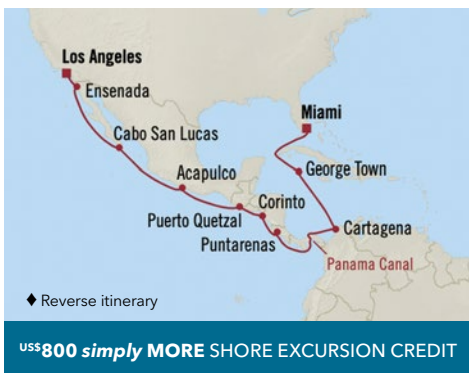 Los Angeles
Ensenada
Miami
Cabo San Lucas
Acapulco
George Town
Corinto
Puerto Quetzal
Cartagena
Puntarenas
Panama Canal
♦ Reverse itinerary
US$800 simply MORE SHORE EXCURSION CREDIT